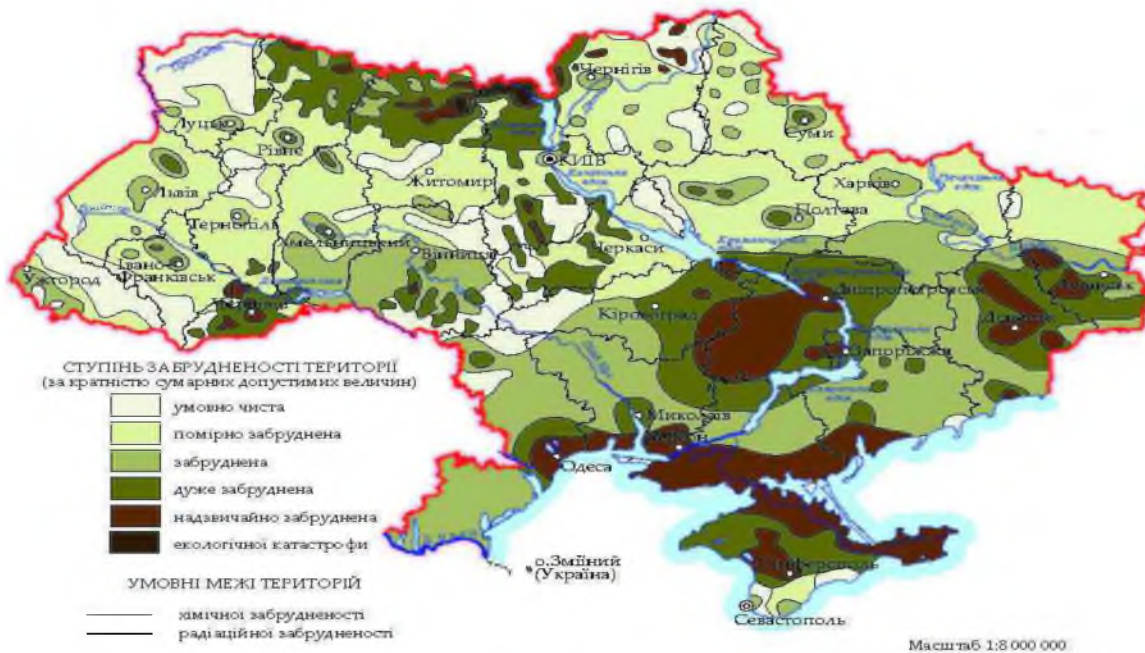 Чернігів
Луцьк
Рівне
Суми
КИЇВ
Житомир
Львів
Харків
Полтава
Тернопіль
Хмельницький
Вінниця
Черкаси
Івано-
Франківськ
Ужгород
Кіровоград
Дніпропетровськ
Донецьк
Запоріжжя
СТУПІНЬ ЗАБРУДНЕНОСТІ ТЕРИТОРІЇ
(за кратністю сумарних допустимих величин)
умовно чиста
помірно забруднена
забруднена
дуже забруднена
надзвичайно забруднена
екологічної катастрофи
Миколаїв
Одеса
УМОВНІ МЕЖІ ТЕРИТОРІЙ
хімічної забрудненості
радіаційної забрудненості
о.Зміїний
(Україна)
Сімферополь
Севастополь
Масштаб 1:8 000 000